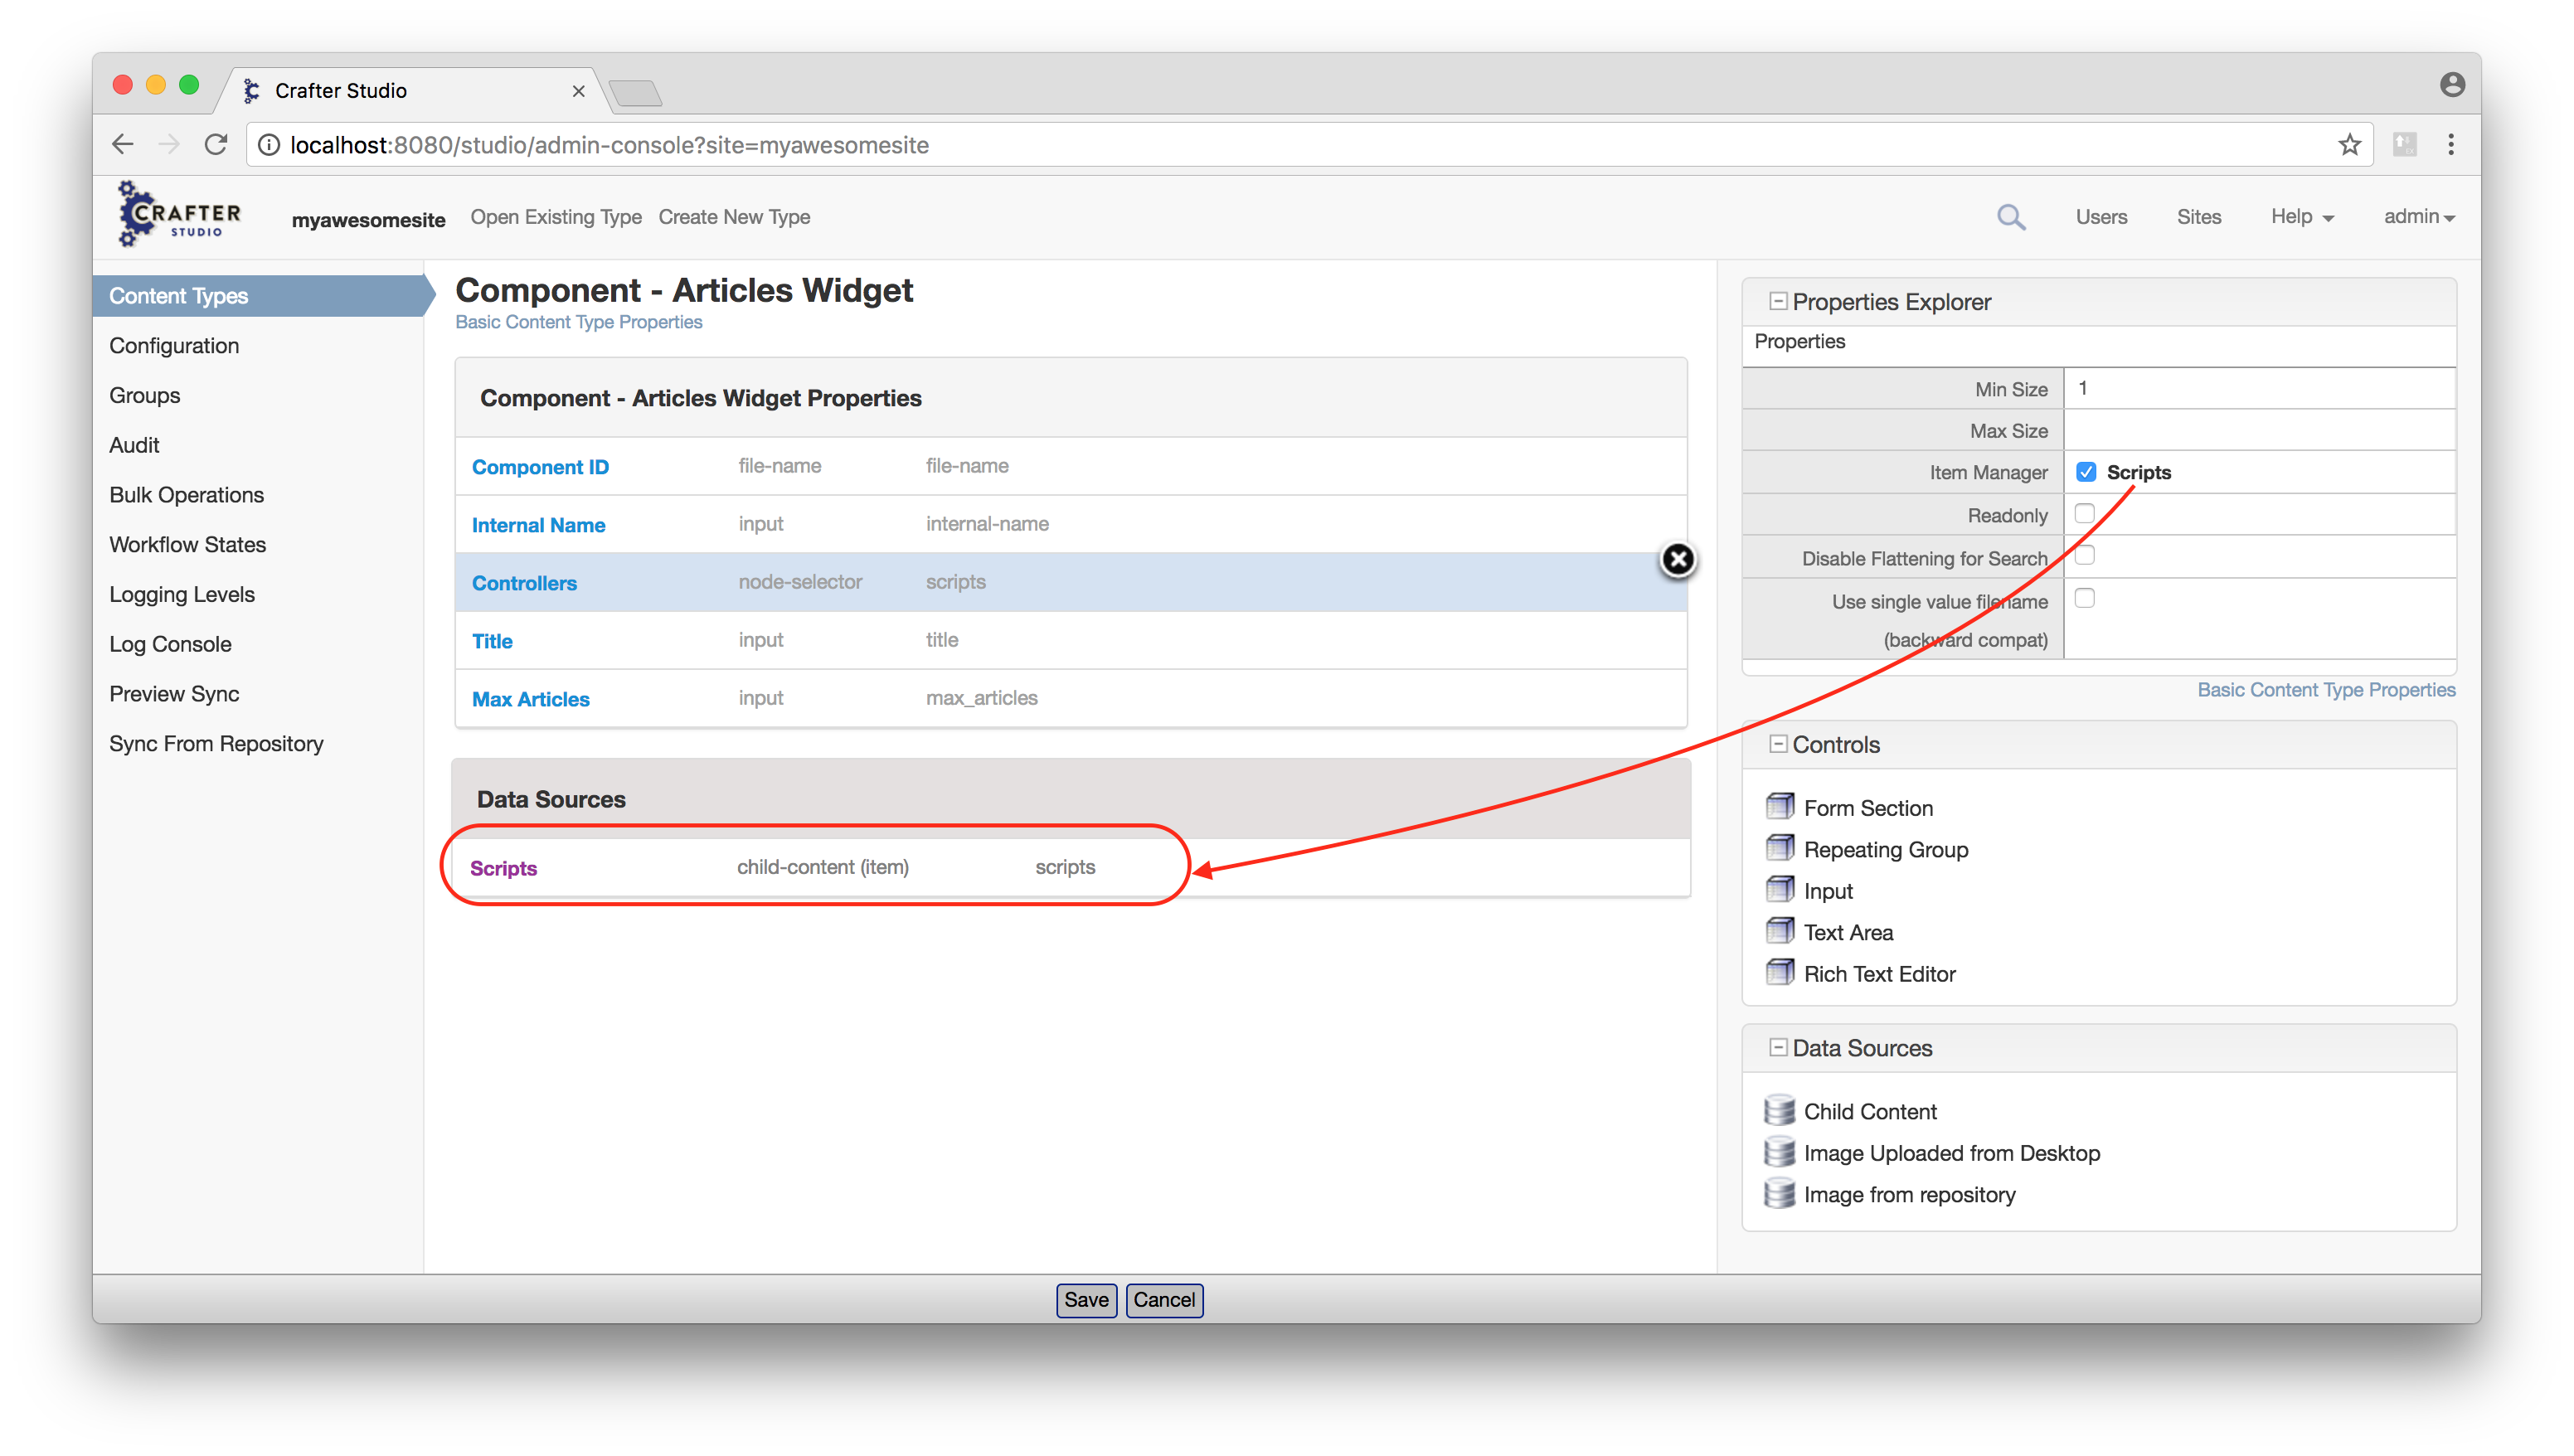 Crafter Studio
localhost:8080/studio/admin-console?site=myawesomesite
CRAFTER
STUDIO
myawesomesite Open Existing Type Create New Type
Users Sites Help admin
Content Types
Configuration
Groups
Audit
Bulk Operations
Workflow States
Logging Levels
Log Console
Preview Sync
Sync From Repository
Component - Articles Widget
Basic Content Type Properties
Component - Articles Widget Properties
Component ID file-name file-name
Internal Name input internal-name
Controllers node-selector scripts
Title input title
Max Articles input max_articles
Data Sources
Scripts child-content (item) scripts
Properties Explorer
Properties
Min Size 1
Max Size
Item Manager Scripts
Readonly
Disable Flattening for Search
Use single value filename
(backward compat)
Basic Content Type Properties
Controls
Form Section
Repeating Group
Input
Text Area
Rich Text Editor
Data Sources
Child Content
Image Uploaded from Desktop
Image from repository
Save Cancel